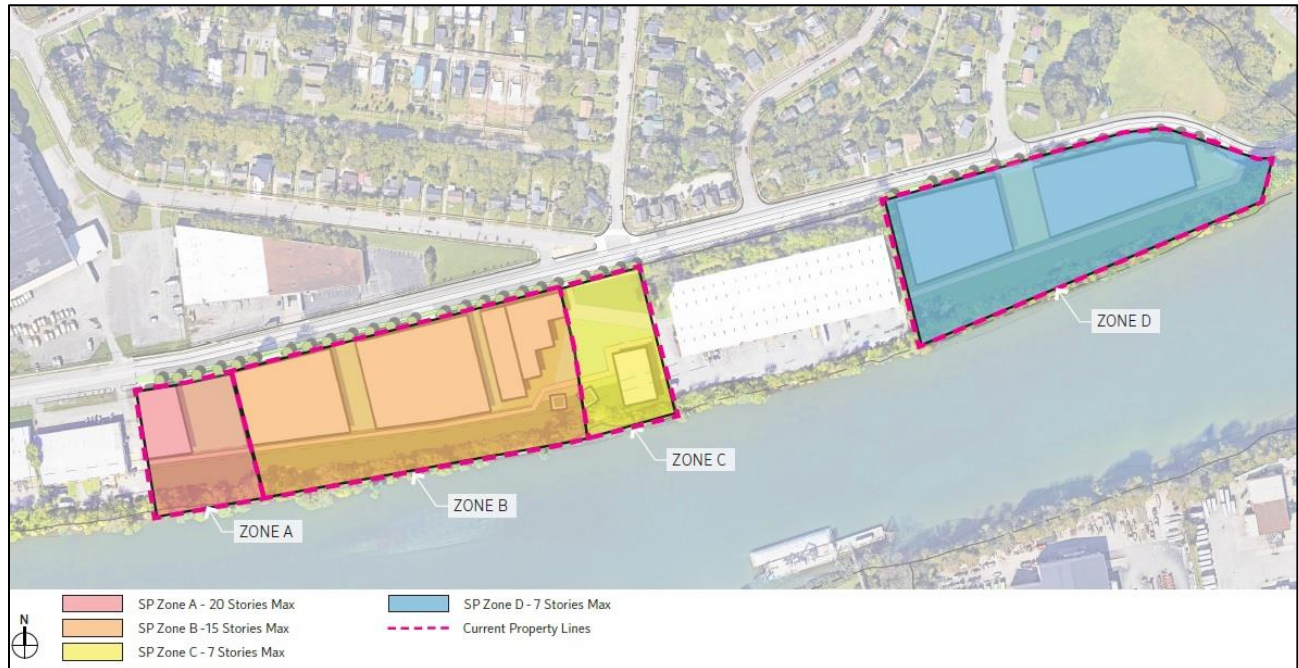 ZONE D
ZONE C
ZONE B
ZONE A
N
SP Zone A - 20 Stories Max
SP Zone B -15 Stories Max
SP Zone C - 7 Stories Max
SP Zone D - 7 Stories Max
Current Property Lines